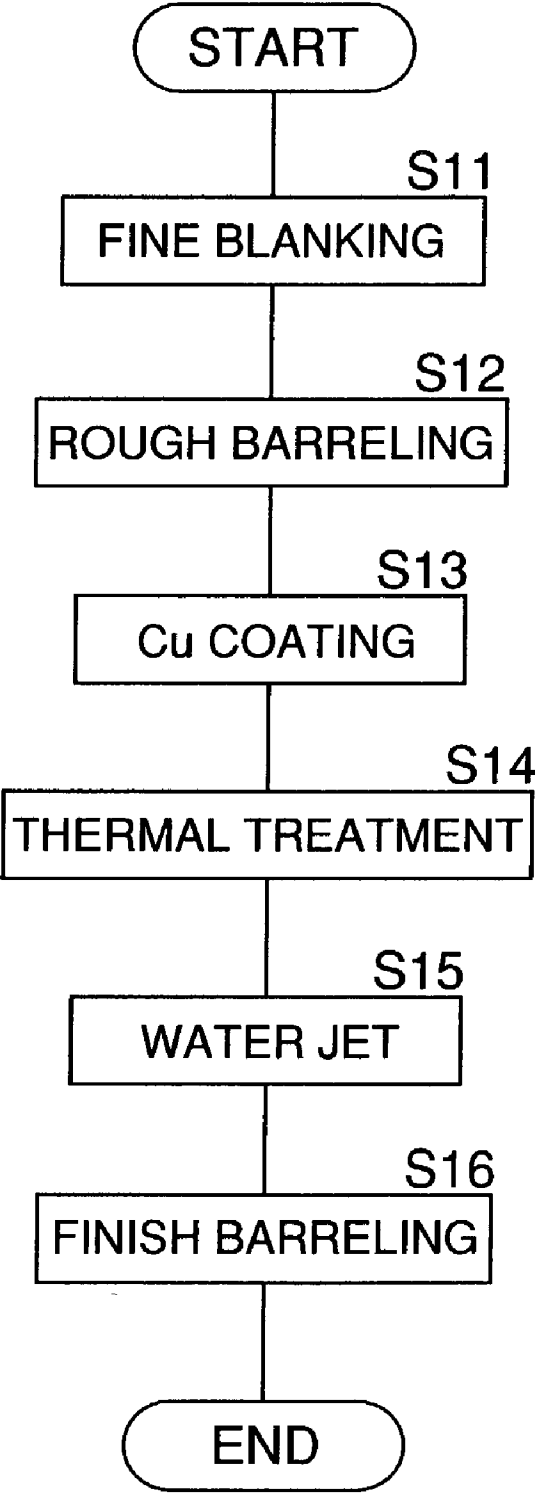 START
S11
FINE BLANKING
S12
ROUGH BARRELING
S13
Cu COATING
S14
THERMAL TREATMENT
S15
WATER JET
S16
FINISH BARRELING
END